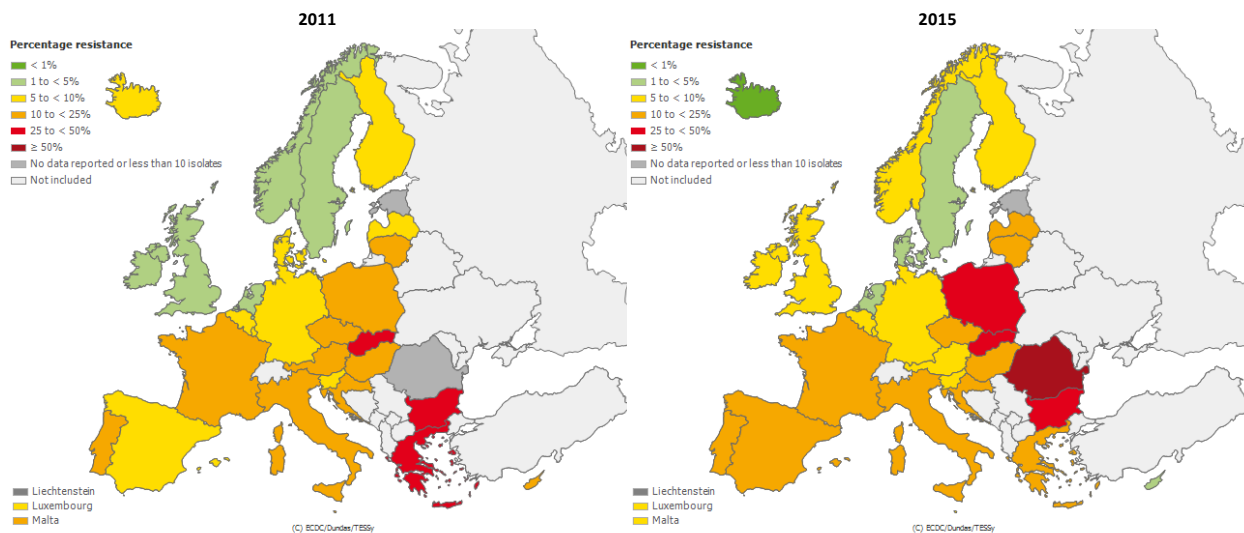 2011
Percentage resistance
< 1%
1 to < 5%
5 to < 10%
10 to < 25%
25 to < 50%
≥ 50%
No data reported or less than 10 isolates
Not included
Liechtenstein
Luxembourg
Malta
(C) ECDC/Dundas/TESSy
2015
Percentage resistance
< 1%
1 to < 5%
5 to < 10%
10 to < 25%
25 to < 50%
≥ 50%
No data reported or less than 10 isolates
Not included
Liechtenstein
Luxembourg
Malta
(C) ECDC/Dundas/TESSy